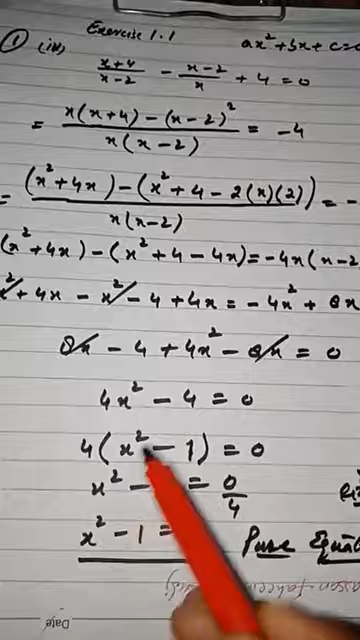 Exercise 1.1
① (iv) ax² + bx + c = 0
x+4/x-2 - x-2/x + 4 = 0
= x(x+4) - (x-2)²/x(x-2) = -4
= (x²+4x) - (x²+4-2(x)(2))/x(x-2) = -
(x²+4x) - (x²+4-4x) = -4x(x-2
x² + 4x - x² - 4 + 4x = -4x² + 8x
8x - 4 + 4x² - 8x = 0
4x² - 4 = 0
4(x² - 1) = 0
x² - = 0/4
x² - 1 = Pure Equa
Date